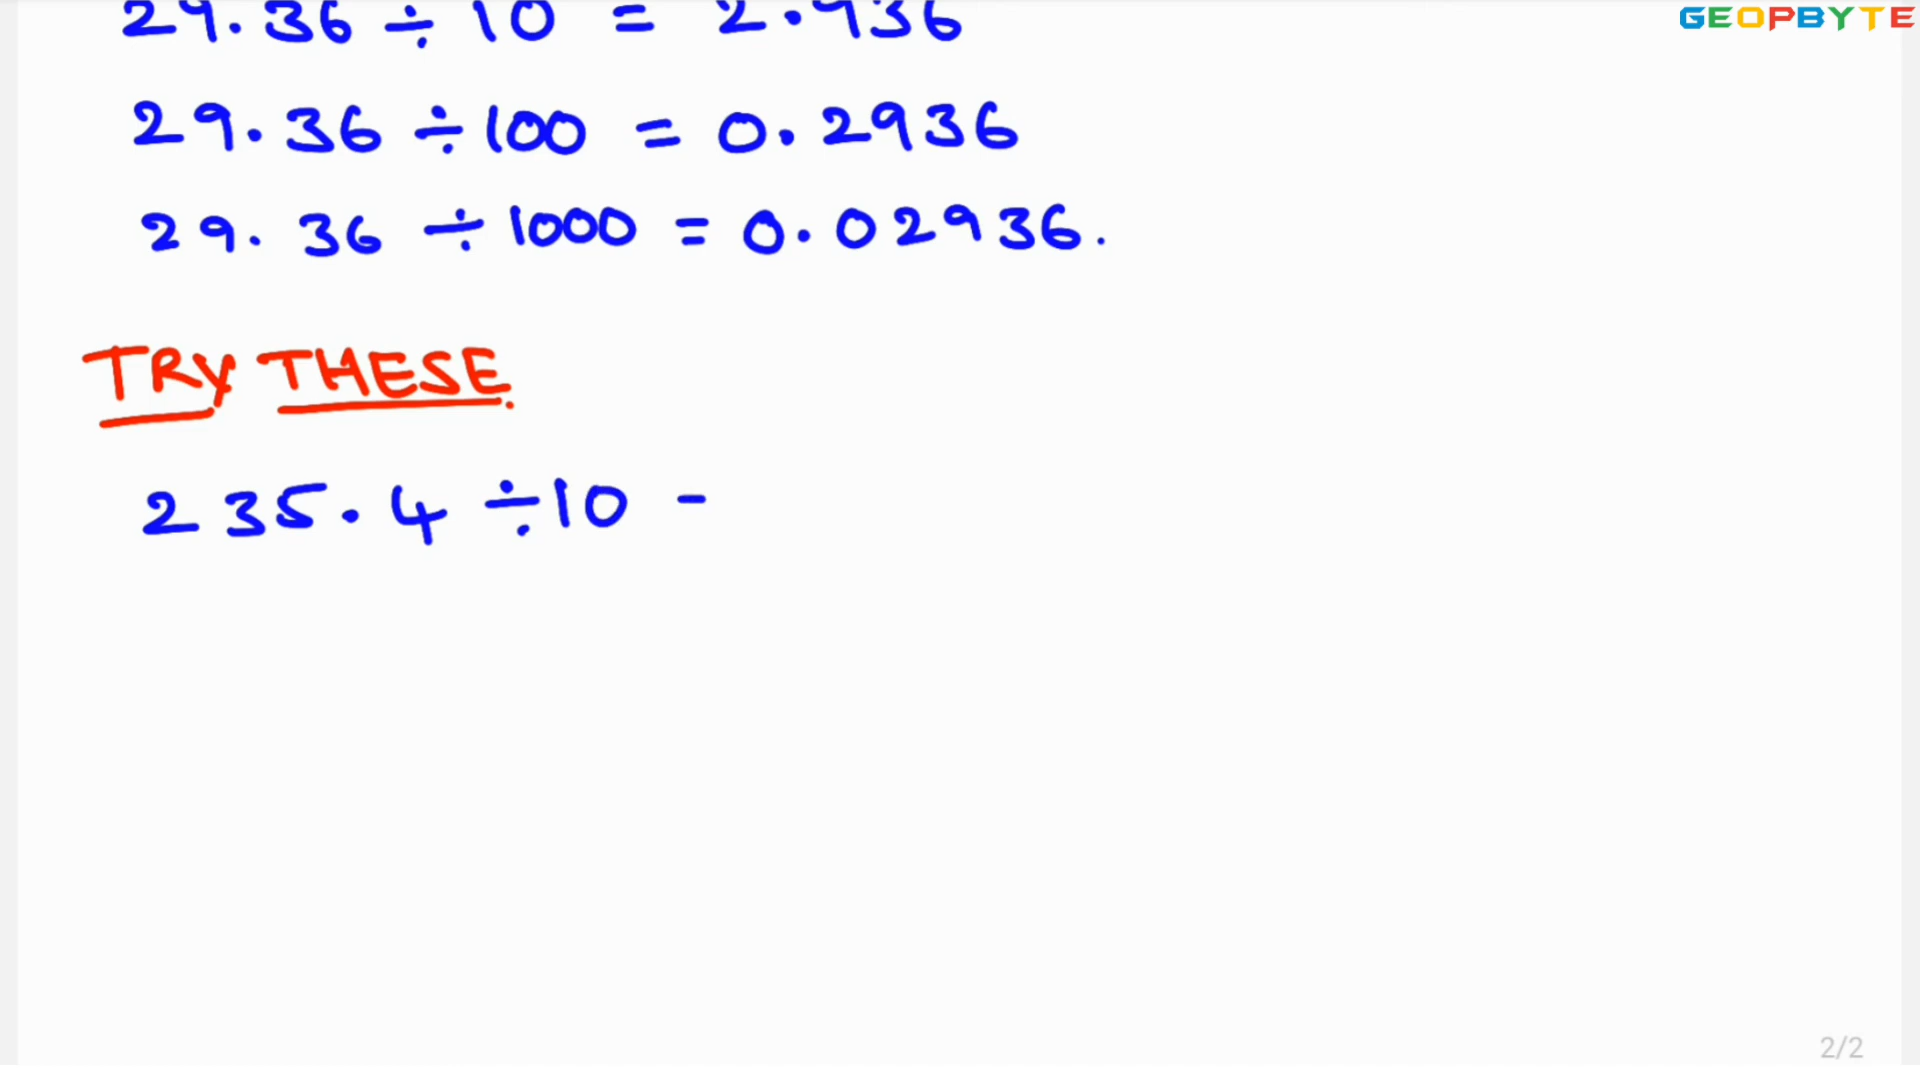 GEOPBYTE
29.36 ÷ 10 = 2.936
29.36 ÷ 100 = 0.2936
29.36 ÷ 1000 = 0.02936.
TRY THESE.
235.4 ÷ 10 -
2/2